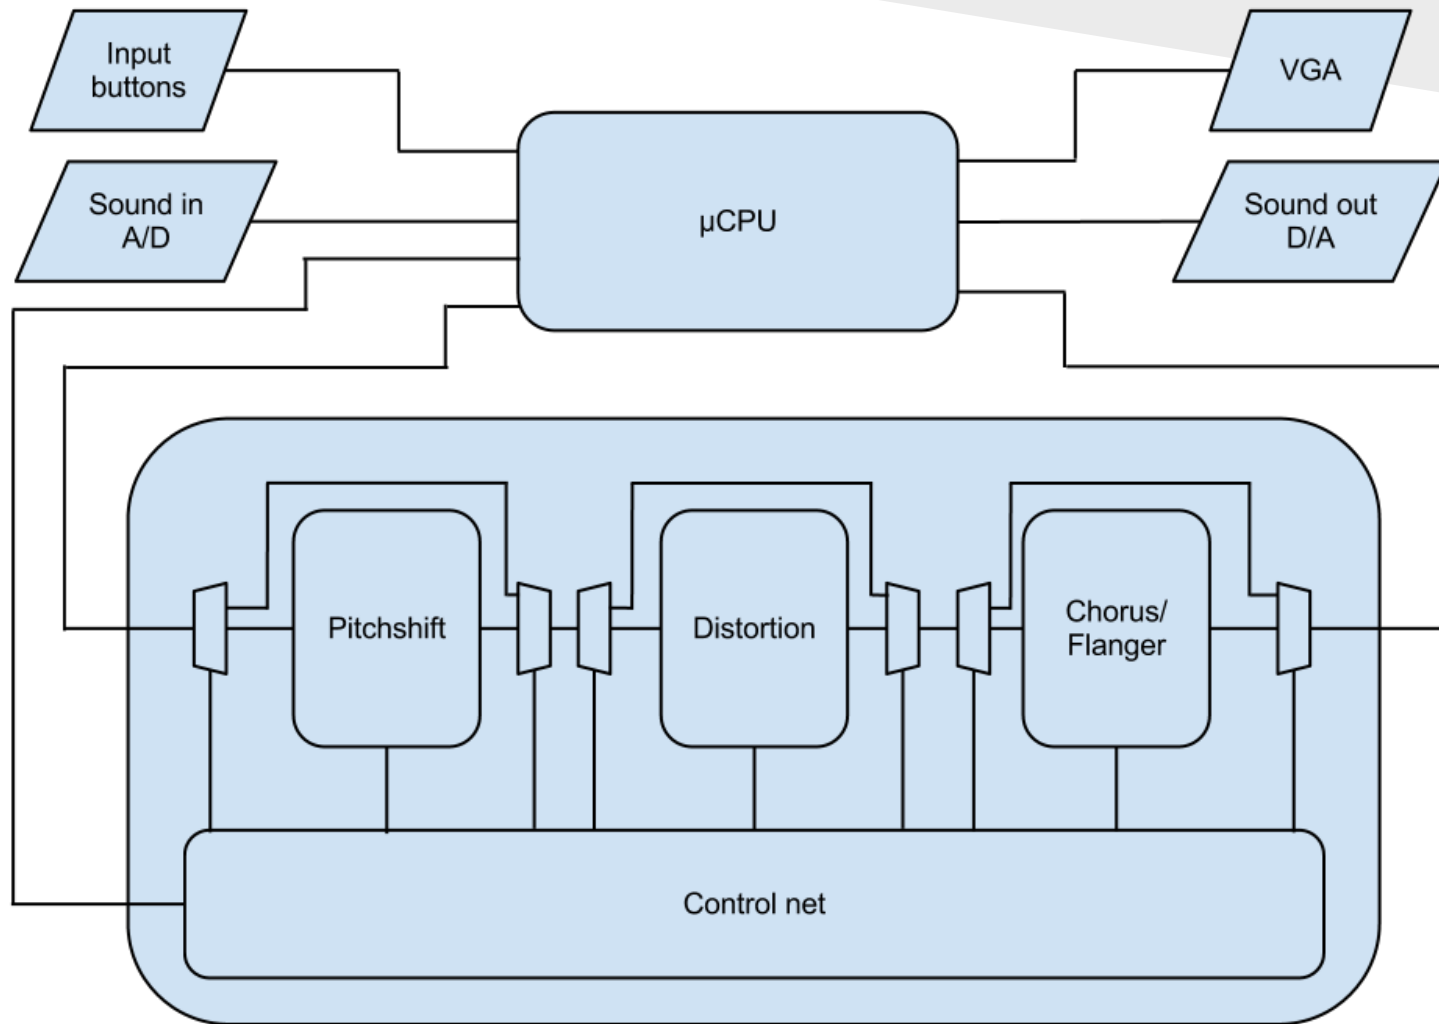 Input
buttons
VGA
Sound in
A/D
µCPU
Sound out
D/A
Pitchshift
Distortion
Chorus/
Flanger
Control net